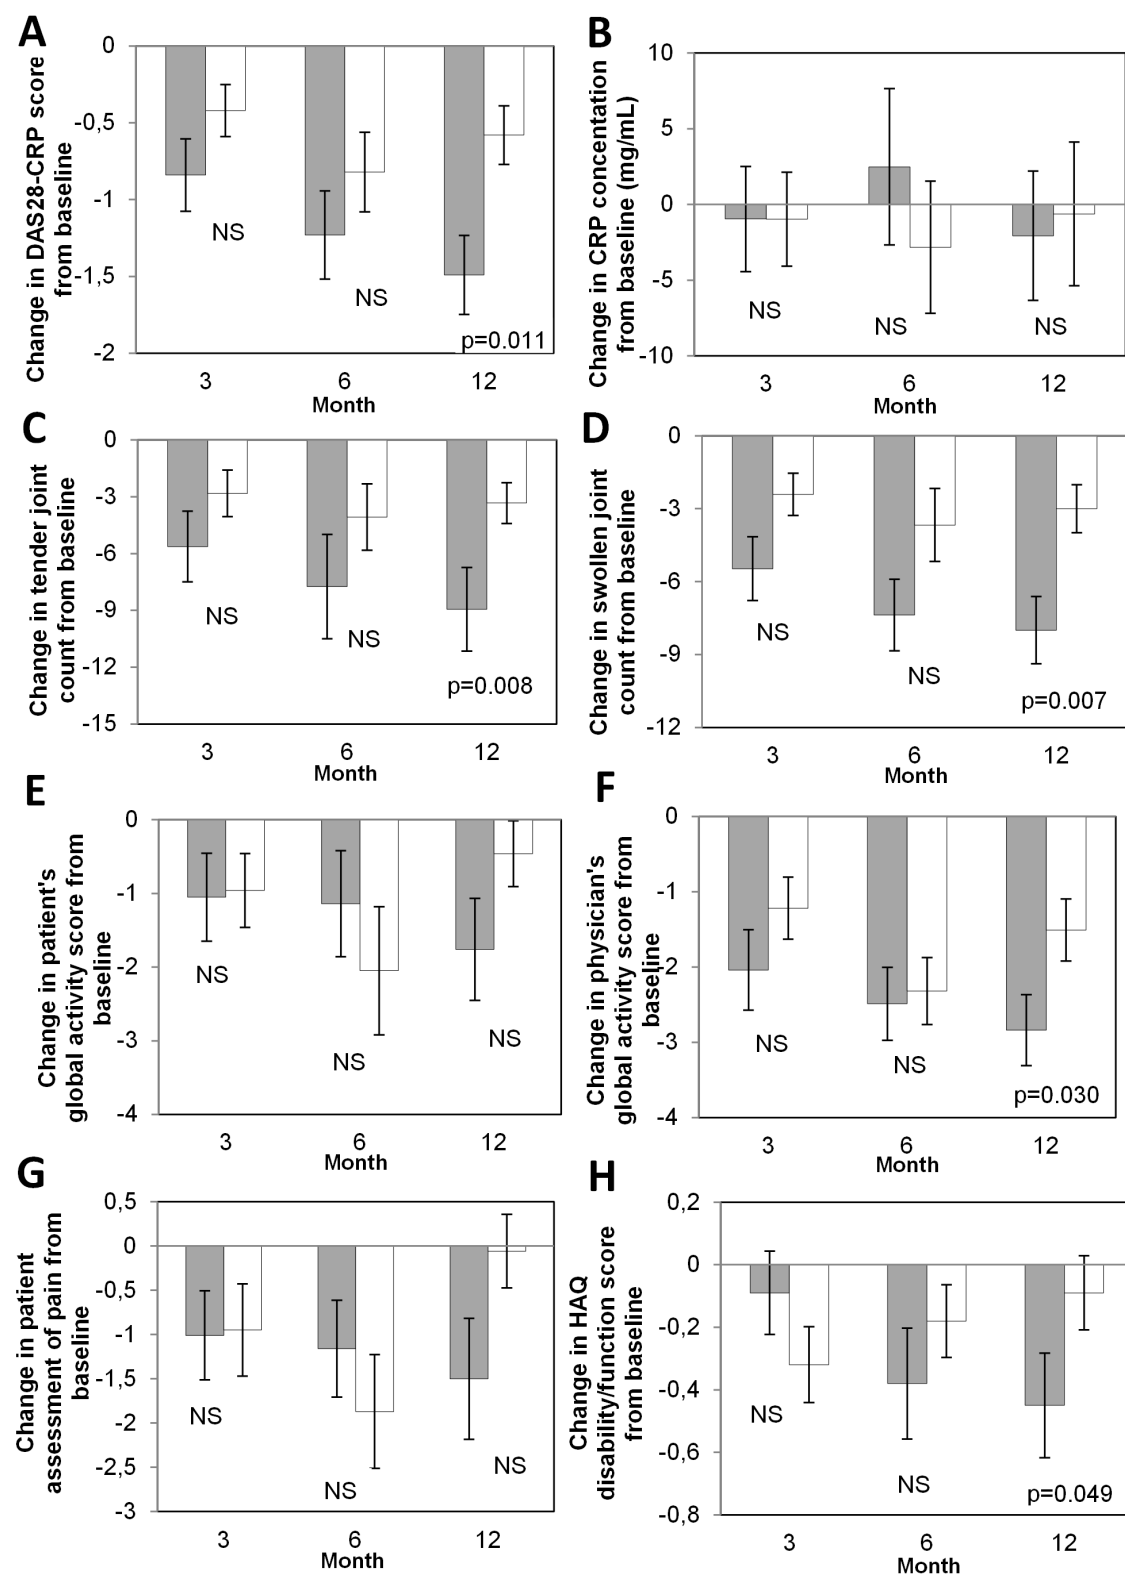 A
Change in DAS28-CRP score
from baseline
0
-0,5
-1
-1,5
-2
NS
NS
p=0.011
3 6 12
Month
B
Change in CRP concentation
from baseline (mg/mL)
10
5
0
-5
-10
NS NS NS
3 6 12
Month
C
Change in tender joint
count from baseline
0
-3
-6
-9
-12
-15
NS
NS
p=0.008
3 6 12
Month
D
Change in swollen joint
count from baseline
0
-3
-6
-9
-12
NS
NS
p=0.007
3 6 12
Month
E
Change in patient's
global activity score from
baseline
0
-1
-2
-3
-4
NS
NS
NS
3 6 12
Month
F
Change in physician's
global activity score from
baseline
0
-1
-2
-3
-4
NS
NS
p=0.030
3 6 12
Month
G
Change in patient
assessment of pain from
baseline
0,5
0
-0,5
-1
-1,5
-2
-2,5
-3
NS
NS
NS
3 6 12
Month
H
Change in HAQ
disability/function score
from baseline
0,2
0
-0,2
-0,4
-0,6
-0,8
NS
NS
p=0.049
3 6 12
Month